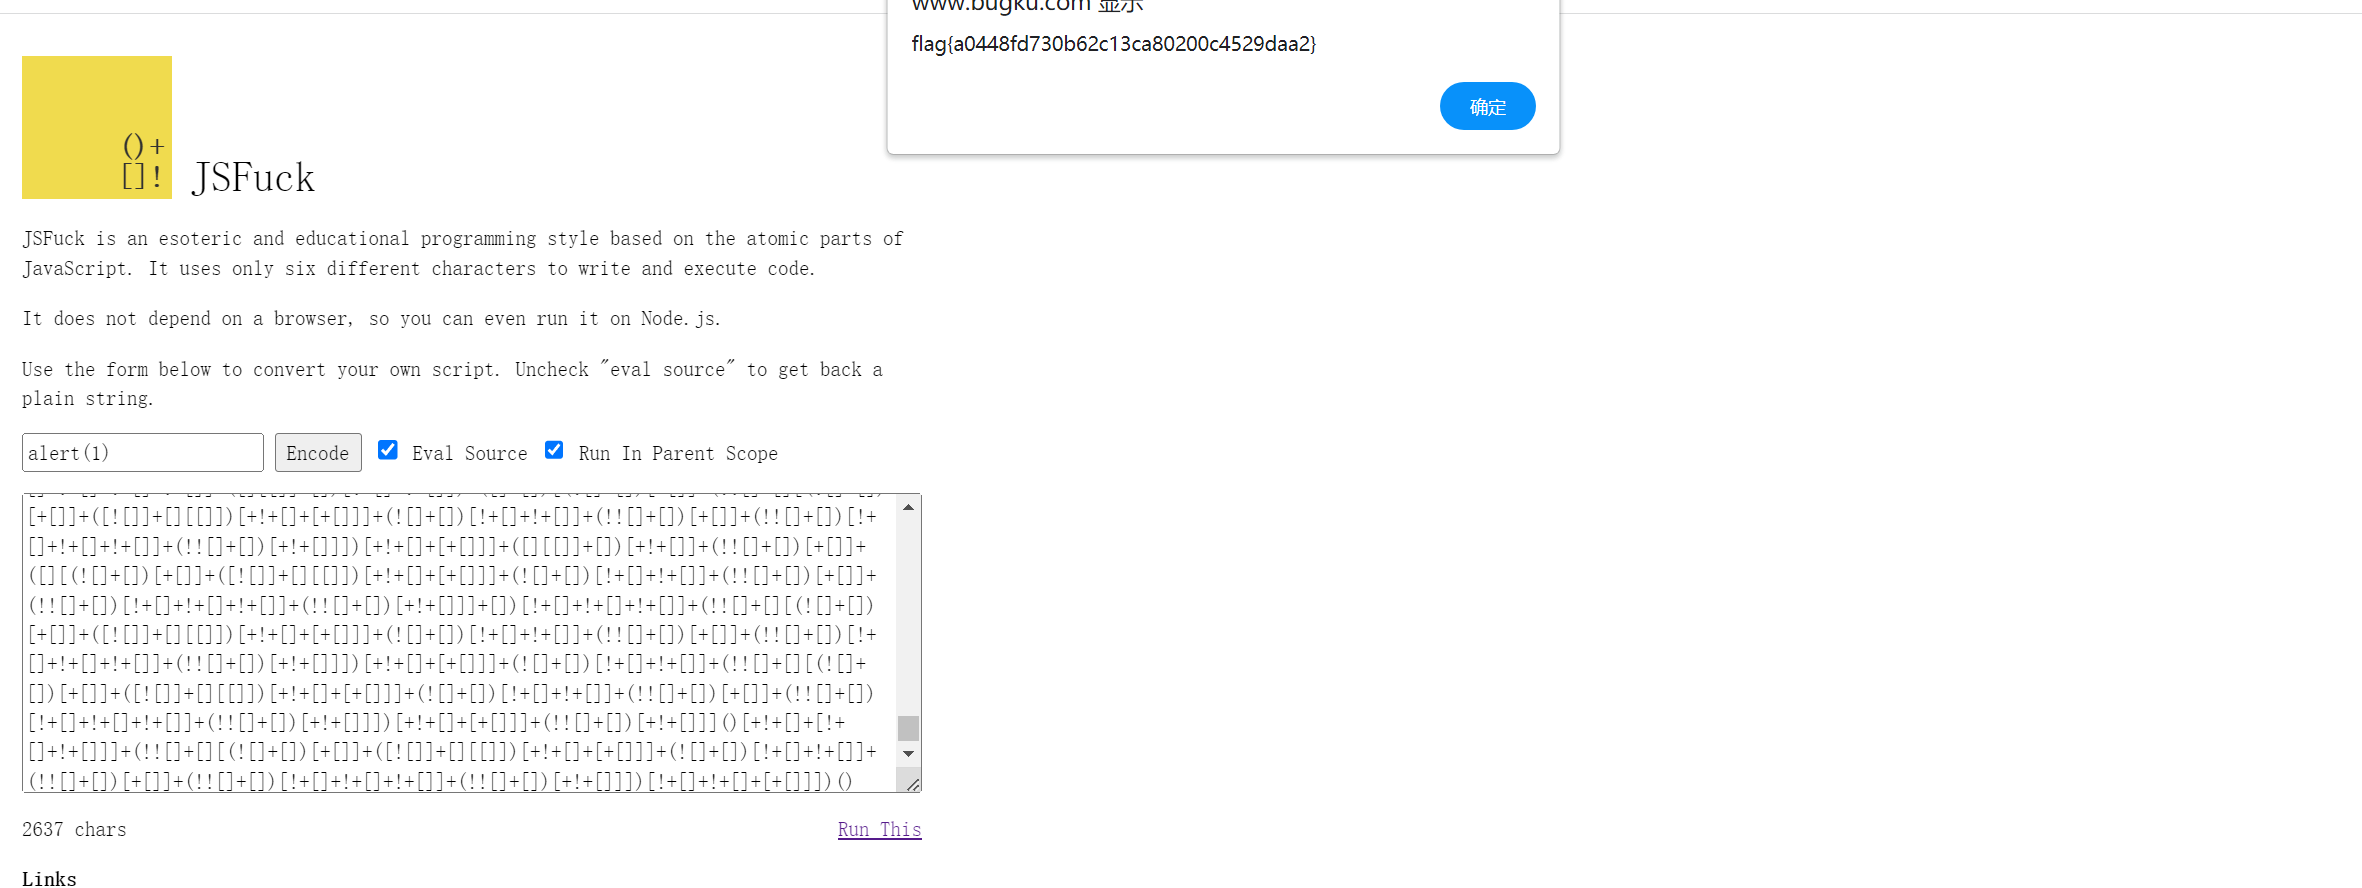 www.bugku.com 显示
flag{a0448fd730b62c13ca80200c4529daa2}
确定
()+
[]!
JSFuck
JSFuck is an esoteric and educational programming style based on the atomic parts of
JavaScript. It uses only six different characters to write and execute code.
It does not depend on a browser, so you can even run it on Node.js.
Use the form below to convert your own script. Uncheck "eval source" to get back a
plain string.
alert(1) Encode Eval Source Run In Parent Scope
[+[]]+([![]]+[][[]])[+!+[]+[+[]]]+(![]+[])[!+[]+!+[]]+(!![]+[])[+[]]+(!![]+[])[!+
[]+!+[]+!+[]]+(!![]+[])[+!+[]]])[+!+[]+[+[]]]+([][[]]+[])[+!+[]]+(!![]+[])[+[]]+
([][(![]+[])[+[]]+([![]]+[][[]])[+!+[]+[+[]]]+(![]+[])[!+[]+!+[]]+(!![]+[])[+[]]+
(!![]+[])[!+[]+!+[]+!+[]]+(!![]+[])[+!+[]]]+[])[!+[]+!+[]+!+[]]+(!![]+[][(![]+[])
[+[]]+([![]]+[][[]])[+!+[]+[+[]]]+(![]+[])[!+[]+!+[]]+(!![]+[])[+[]]+(!![]+[])[!+
[]+!+[]+!+[]]+(!![]+[])[+!+[]]])[+!+[]+[+[]]]+(![]+[])[!+[]+!+[]]+(!![]+[][(![]+
[])[+[]]+([![]]+[][[]])[+!+[]+[+[]]]+(![]+[])[!+[]+!+[]]+(!![]+[])[+[]]+(!![]+[])
[!+[]+!+[]+!+[]]+(!![]+[])[+!+[]]])[+!+[]+[+[]]]+(!![]+[])[+!+[]]]()[+!+[]+[!+
[]+!+[]]]+(!![]+[][(![]+[])[+[]]+([![]]+[][[]])[+!+[]+[+[]]]+(![]+[])[!+[]+!+[]]+
(!![]+[])[+[]]+(!![]+[])[!+[]+!+[]+!+[]]+(!![]+[])[+!+[]]])[!+[]+!+[]+[+[]]])()
2637 chars
Run This
Links